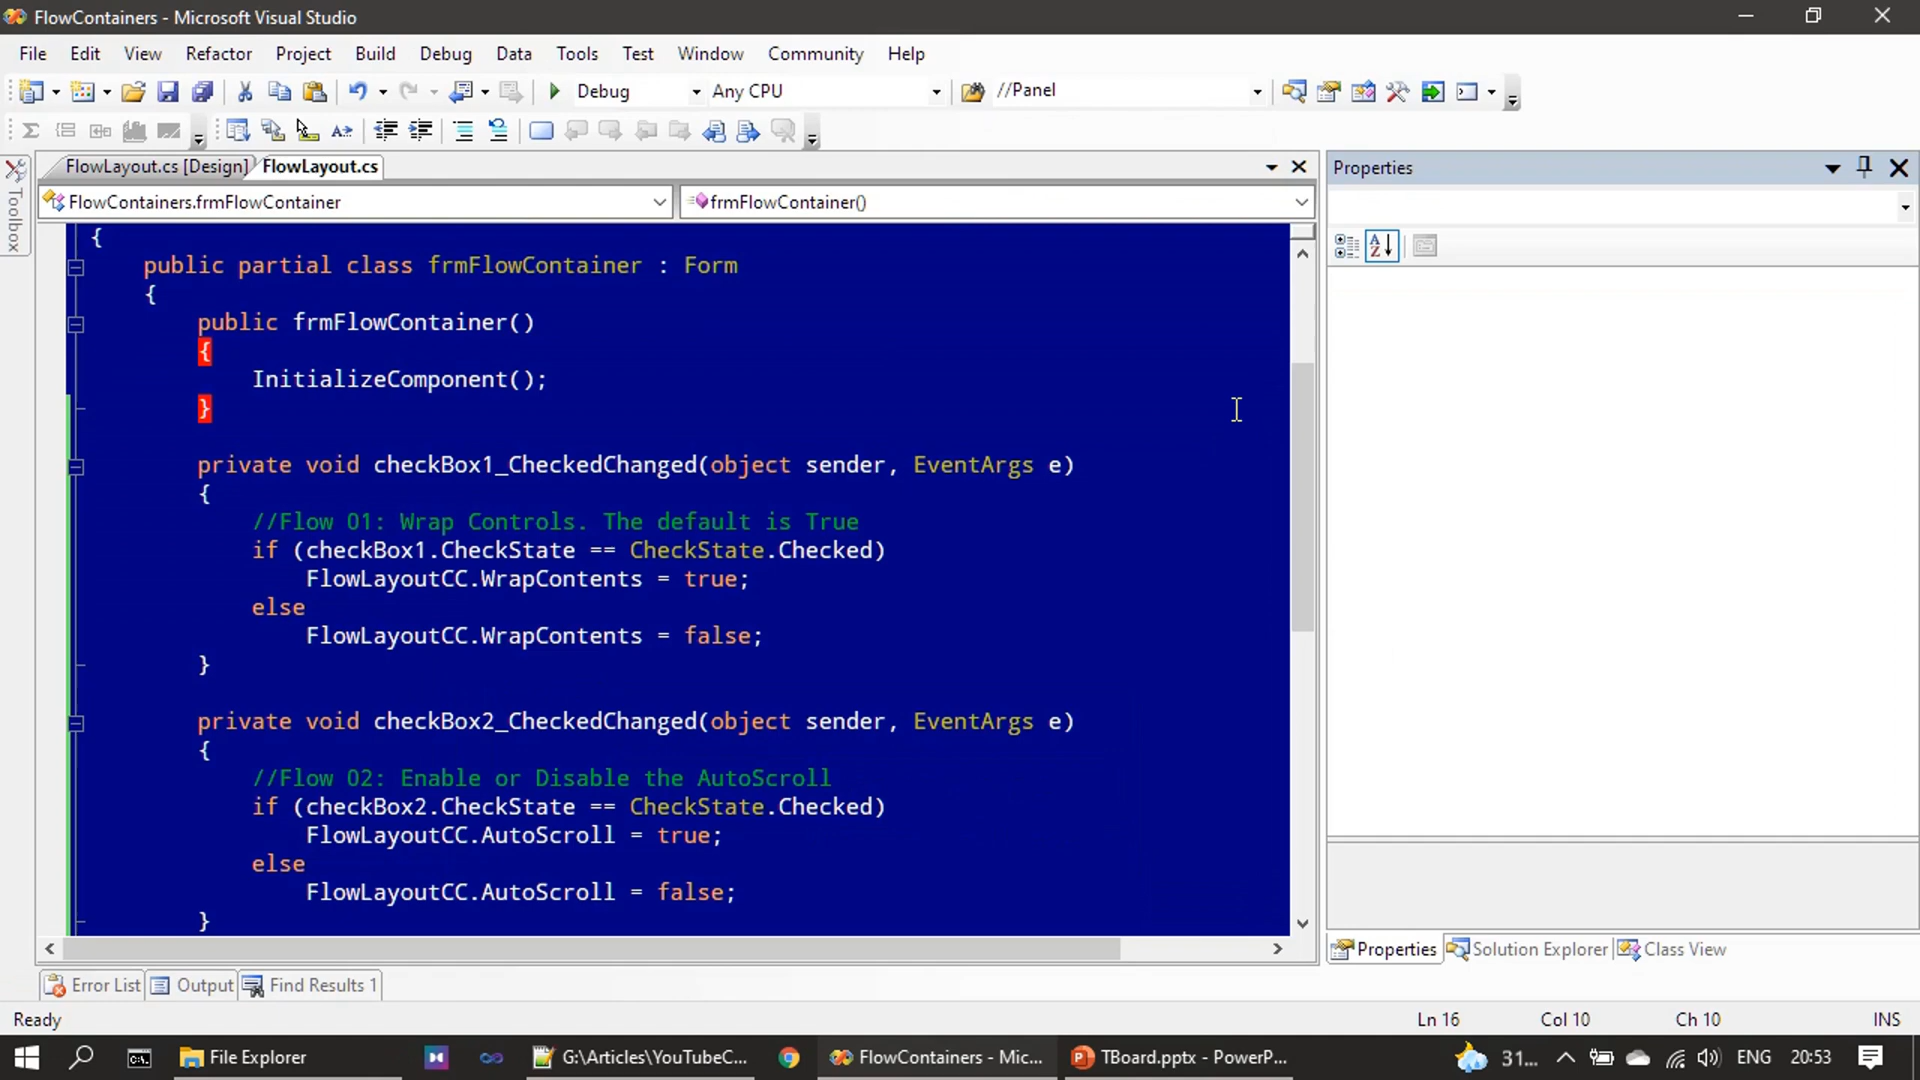 FlowContainers - Microsoft Visual Studio
File Edit View Refactor Project Build Debug Data Tools Test Window Community Help
Debug Any CPU //Panel
FlowLayout.cs [Design] FlowLayout.cs
Properties
Toolbox
FlowContainers.frmFlowContainer frmFlowContainer()
{
public partial class frmFlowContainer : Form
{
public frmFlowContainer()
{
InitializeComponent();
}
private void checkBox1_CheckedChanged(object sender, EventArgs e)
{
//Flow 01: Wrap Controls. The default is True
if (checkBox1.CheckState == CheckState.Checked)
FlowLayoutCC.WrapContents = true;
else
FlowLayoutCC.WrapContents = false;
}
private void checkBox2_CheckedChanged(object sender, EventArgs e)
{
//Flow 02: Enable or Disable the AutoScroll
if (checkBox2.CheckState == CheckState.Checked)
FlowLayoutCC.AutoScroll = true;
else
FlowLayoutCC.AutoScroll = false;
}
Properties Solution Explorer Class View
Error List Output Find Results 1
Ready Ln 16 Col 10 Ch 10 INS
File Explorer G:\Articles\YouTubeC... FlowContainers - Mic... TBoard.pptx - PowerP... 31... ENG 20:53